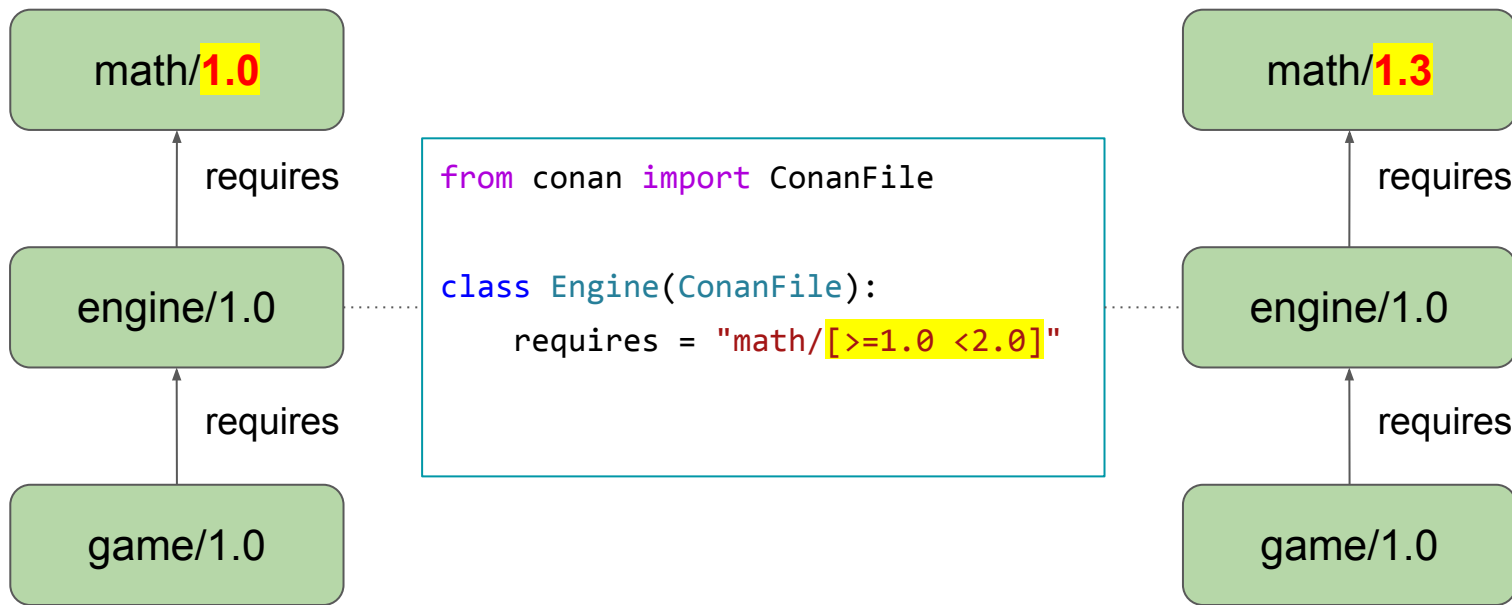 math/1.0
requires
engine/1.0
requires
game/1.0
from conan import ConanFile
class Engine(ConanFile):
    requires = "math/[>=1.0 <2.0]"
math/1.3
requires
engine/1.0
requires
game/1.0